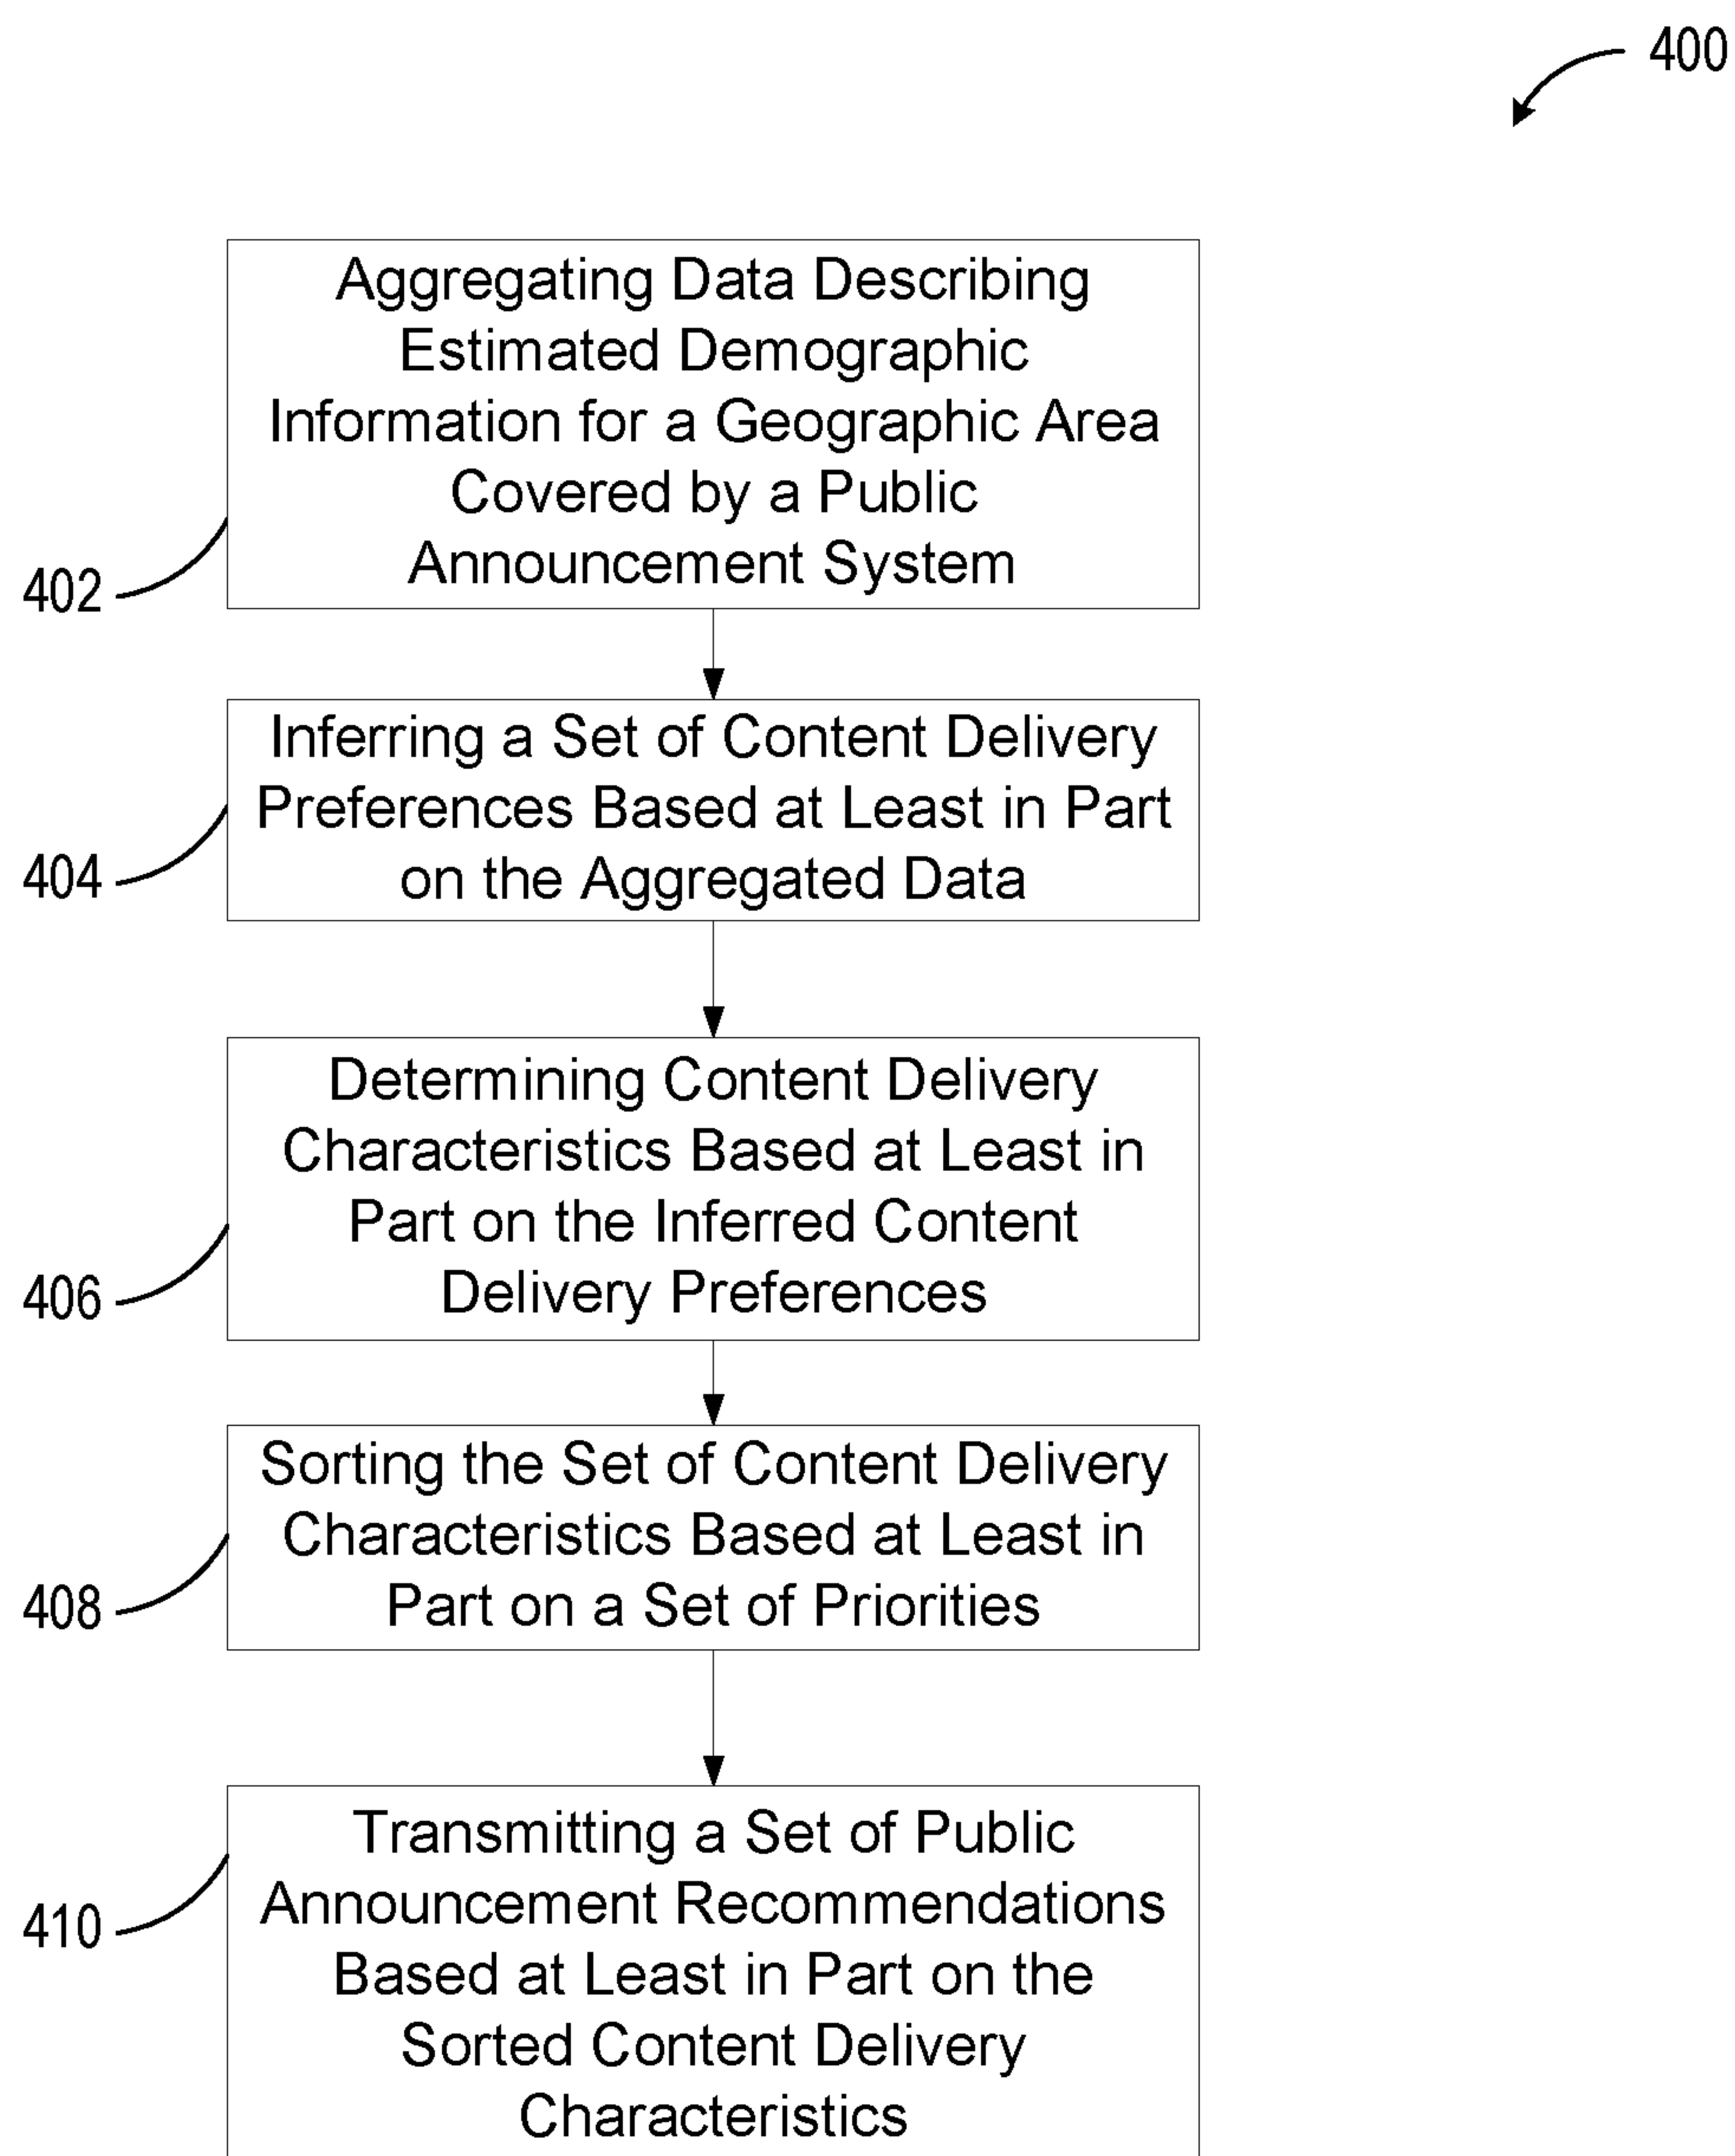 400
Aggregating Data Describing
Estimated Demographic
Information for a Geographic Area
Covered by a Public
Announcement System
402
Inferring a Set of Content Delivery
Preferences Based at Least in Part
on the Aggregated Data
404
Determining Content Delivery
Characteristics Based at Least in
Part on the Inferred Content
Delivery Preferences
406
Sorting the Set of Content Delivery
Characteristics Based at Least in
Part on a Set of Priorities
408
Transmitting a Set of Public
Announcement Recommendations
Based at Least in Part on the
Sorted Content Delivery
Characteristics
410